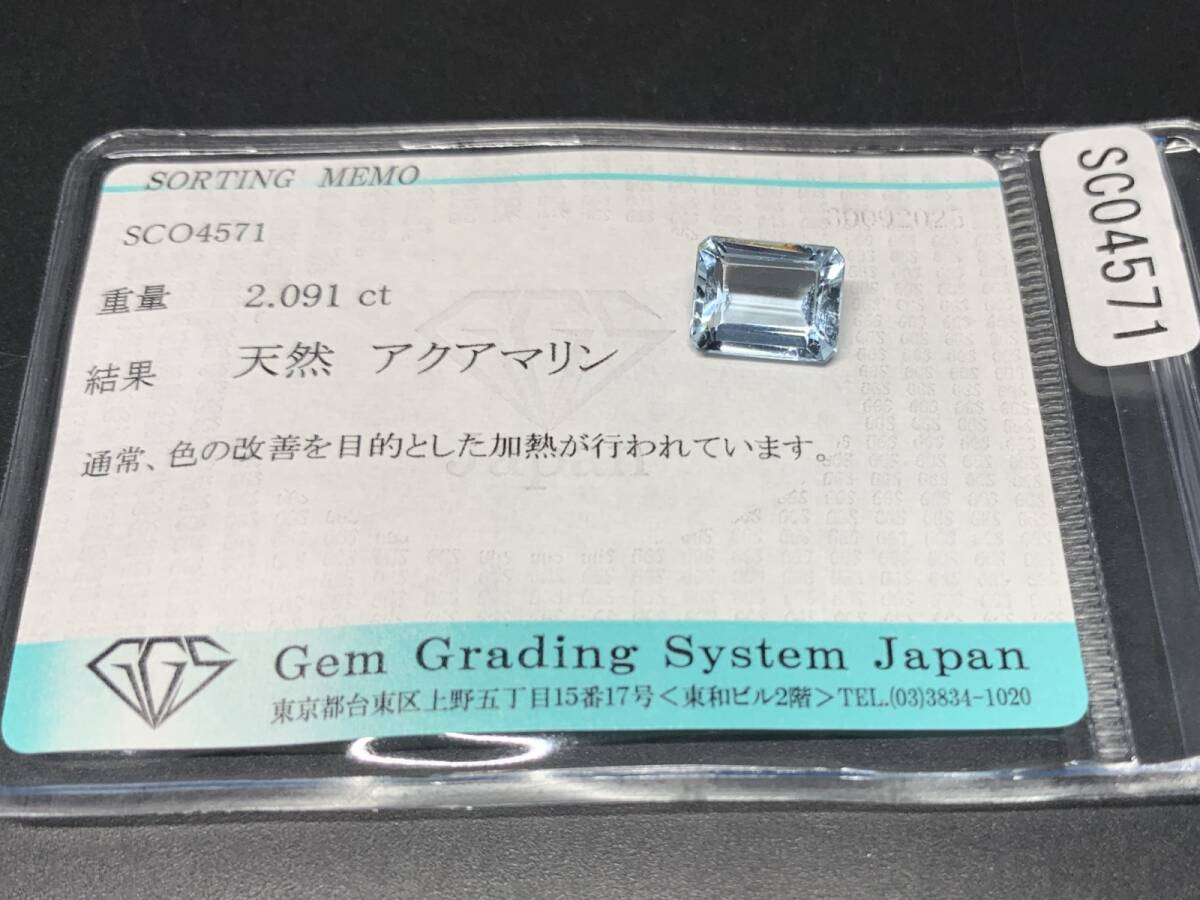 SORTING MEMO
SCO4571
重量 2.091 ct
結果 天然 アクアマリン
通常、色の改善を目的とした加熱が行われています。
Japan
GGS Gem Grading System Japan
東京都台東区上野五丁目15番17号＜東和ビル2階＞TEL.(03)3834-1020
SCO4571